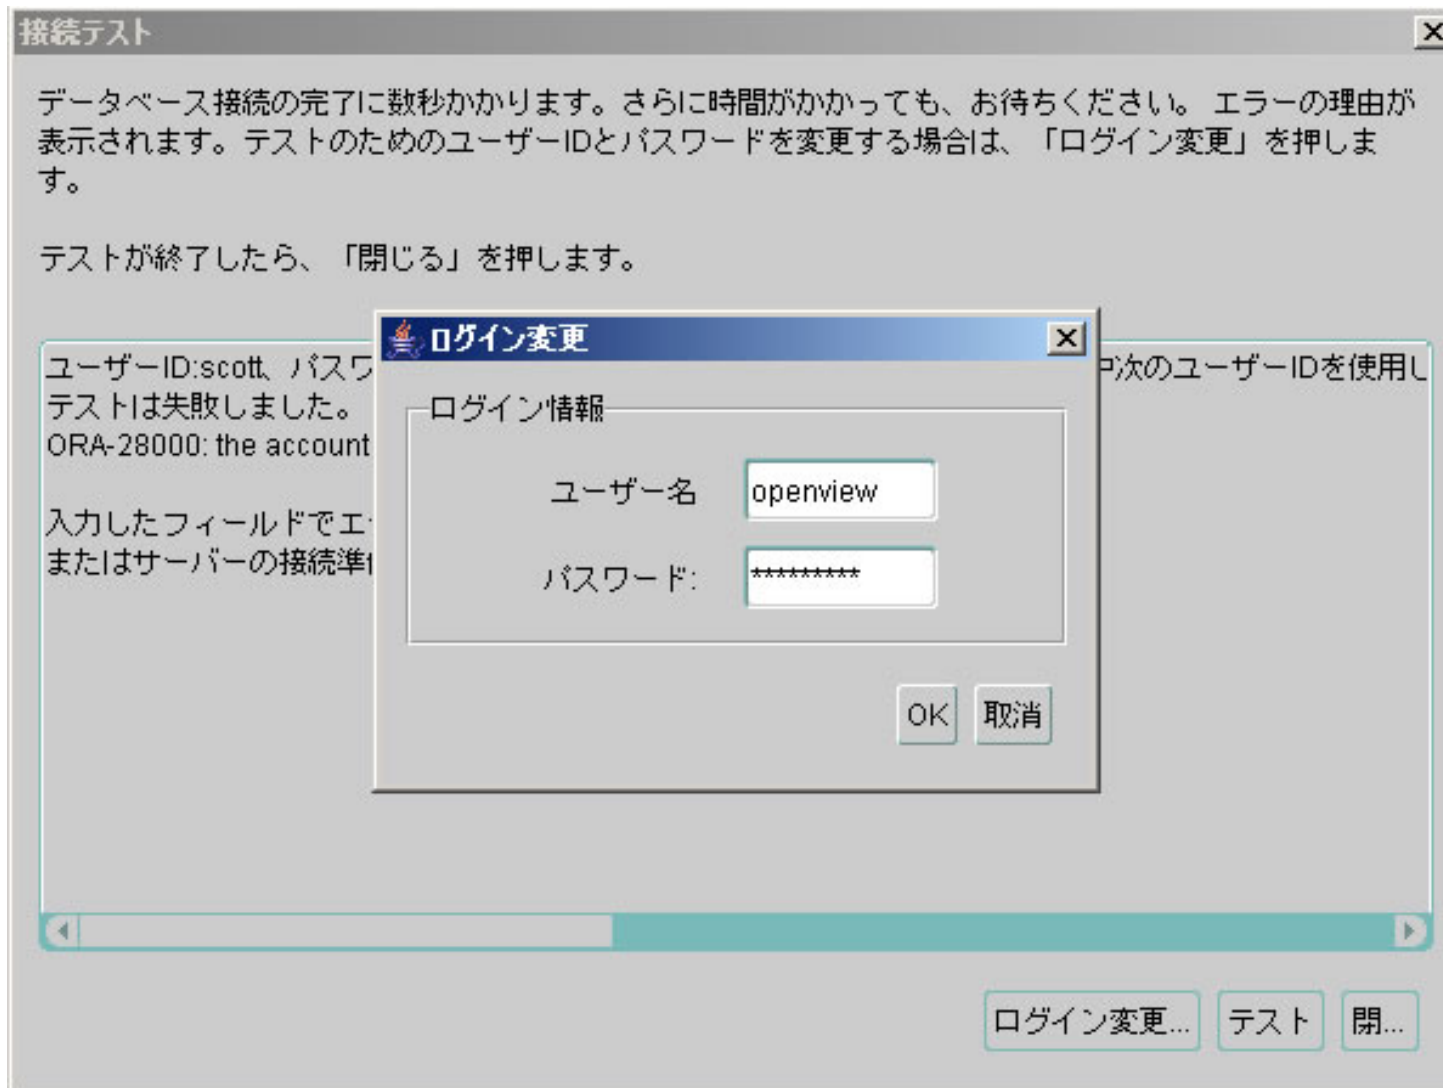 接続テスト
データベース接続の完了に数秒かかります。さらに時間がかかっても、お待ちください。 エラーの理由が
表示されます。テストのためのユーザーIDとパスワードを変更する場合は、「ログイン変更」を押しま
す。
テストが終了したら、「閉じる」を押します。
ユーザーID:scott、パスワ
中次のユーザーIDを使用し
テストは失敗しました。
ORA-28000: the account
入力したフィールドでエ
またはサーバーの接続準
ログイン変更
ログイン情報
ユーザー名
openview
パスワード:
*********
OK
取消
ログイン変更...
テスト
閉...